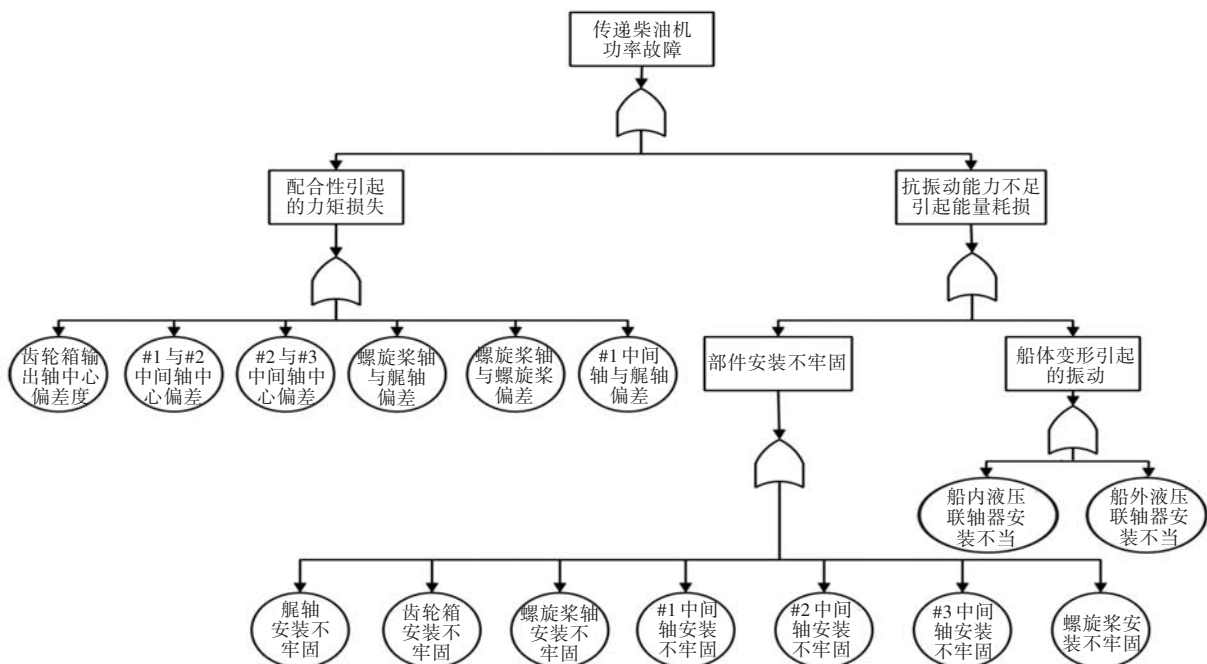 传递柴油机
功率故障
配合性引起
的力矩损失
抗振动能力不足
引起能量耗损
齿轮箱输
出轴中心
偏差度
#1与#2
中间轴中
心偏差
#2与#3
中间轴中
心偏差
螺旋桨轴
与艉轴
偏差
螺旋桨轴
与螺旋桨
偏差
#1中间
轴与艉轴
偏差
部件安装不牢固
船体变形引起
的振动
船内液压
联轴器安
装不当
船外液压
联轴器安
装不当
艉轴
安装不
牢固
齿轮箱
安装不
牢固
螺旋桨轴
安装不
牢固
#1中间
轴安装
不牢固
#2中间
轴安装
不牢固
#3中间
轴安装
不牢固
螺旋桨安
装不牢固